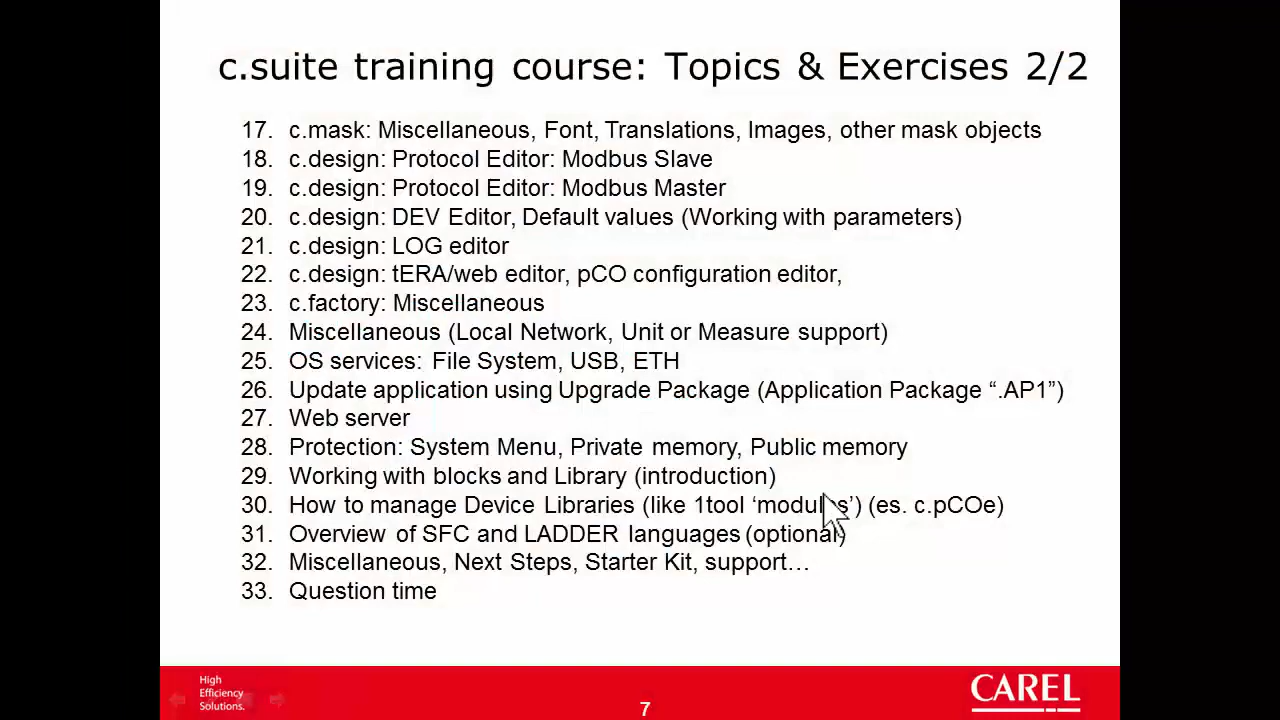 c.suite training course: Topics & Exercises 2/2
17. c.mask: Miscellaneous, Font, Translations, Images, other mask objects
18. c.design: Protocol Editor: Modbus Slave
19. c.design: Protocol Editor: Modbus Master
20. c.design: DEV Editor, Default values (Working with parameters)
21. c.design: LOG editor
22. c.design: tERA/web editor, pCO configuration editor,
23. c.factory: Miscellaneous
24. Miscellaneous (Local Network, Unit or Measure support)
25. OS services: File System, USB, ETH
26. Update application using Upgrade Package (Application Package “.AP1”)
27. Web server
28. Protection: System Menu, Private memory, Public memory
29. Working with blocks and Library (introduction)
30. How to manage Device Libraries (like 1tool ‘modules’) (es. c.pCOe)
31. Overview of SFC and LADDER languages (optional)
32. Miscellaneous, Next Steps, Starter Kit, support…
33. Question time
High
Efficiency
Solutions.
7
CAREL